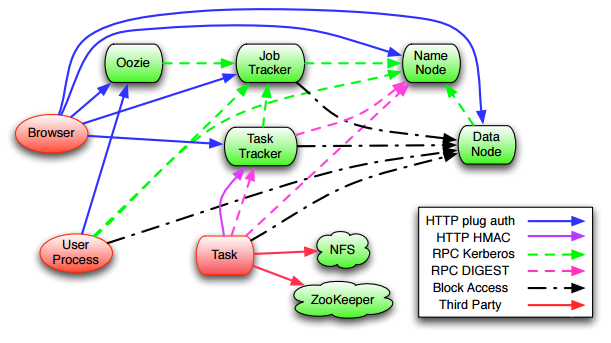 Oozie
Job
Tracker
Name
Node
Browser
Task
Tracker
Data
Node
User
Process
Task
NFS
ZooKeeper
HTTP plug auth
HTTP HMAC
RPC Kerberos
RPC DIGEST
Block Access
Third Party